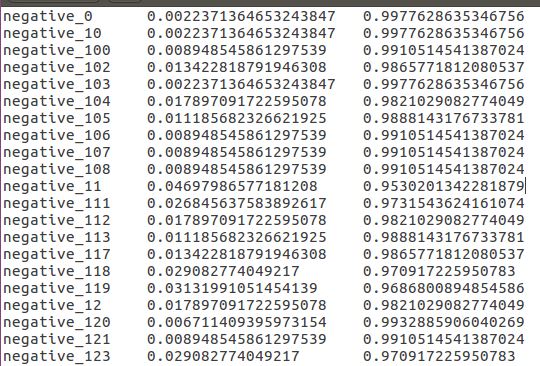 negative_0 0.0022371364653243847 0.9977628635346756
negative_10 0.0022371364653243847 0.9977628635346756
negative_100 0.008948545861297539 0.9910514541387024
negative_102 0.013422818791946308 0.9865771812080537
negative_103 0.0022371364653243847 0.9977628635346756
negative_104 0.017897091722595078 0.9821029082774049
negative_105 0.011185682326621925 0.9888143176733781
negative_106 0.008948545861297539 0.9910514541387024
negative_107 0.008948545861297539 0.9910514541387024
negative_108 0.008948545861297539 0.9910514541387024
negative_11 0.04697986577181208 0.9530201342281879
negative_111 0.026845637583892617 0.9731543624161074
negative_112 0.017897091722595078 0.9821029082774049
negative_113 0.011185682326621925 0.9888143176733781
negative_117 0.013422818791946308 0.9865771812080537
negative_118 0.029082774049217 0.970917225950783
negative_119 0.03131991051454139 0.9686800894854586
negative_12 0.017897091722595078 0.9821029082774049
negative_120 0.006711409395973154 0.9932885906040269
negative_121 0.008948545861297539 0.9910514541387024
negative_123 0.029082774049217 0.970917225950783